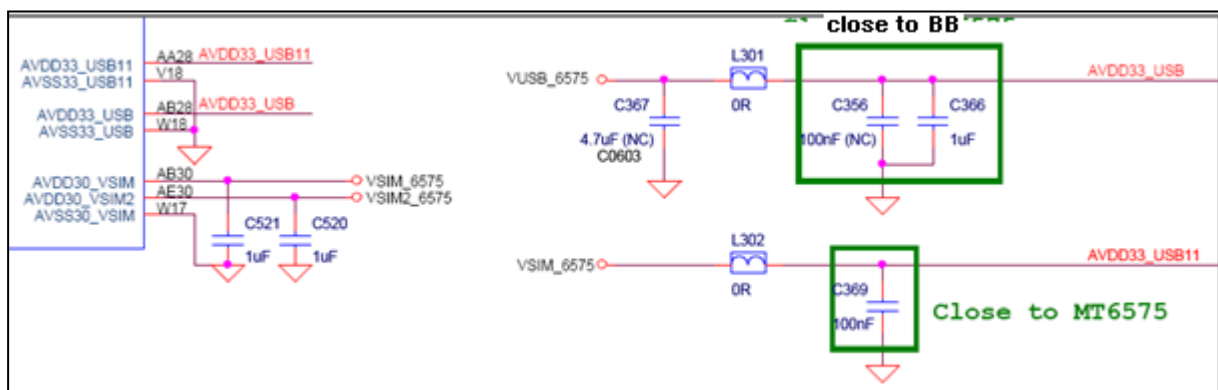 close to BB
AVDD33_USB11 AA28 AVDD33_USB11
AVSS33_USB11 V18
AVDD33_USB AB28 AVDD33_USB
AVSS33_USB W18
AVDD30_VSIM AB30 VSIM_6575
AVDD30_VSIM2 AE30 VSIM2_6575
AVSS30_VSIM W17
C521
1uF
C520
1uF
L301
VUSB_6575
0R
AVDD33_USB
C367
4.7uF (NC)
C0603
C356
100nF (NC)
C366
1uF
L302
VSIM_6575
0R
AVDD33_USB11
C369
100nF
Close to MT6575